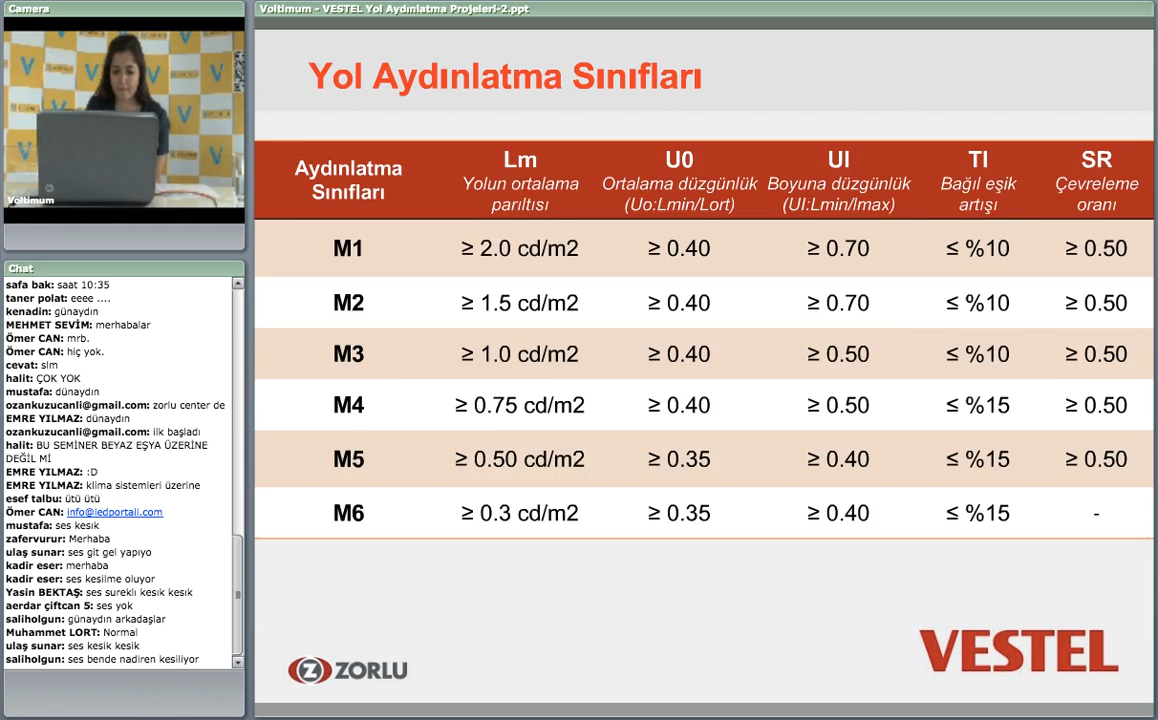 Camera
Voltimum
Chat
safa bak: saat 10:35
taner polat: eeee ....
kenadin: günaydın
MEHMET SEVİM: merhabalar
Ömer CAN: mrb.
Ömer CAN: hiç yok.
cevat: slm
halit: ÇOK YOK
mustafa: dünaydın
ozankuzucanli@gmail.com: zorlu center de
EMRE YILMAZ: dünaydın
ozankuzucanli@gmail.com: ilk başladı
halit: BU SEMİNER BEYAZ EŞYA ÜZERİNE
DEĞİL Mİ
EMRE YILMAZ: :D
EMRE YILMAZ: klima sistemleri üzerine
esef talbu: ütü ütü
Ömer CAN: info@ledportali.com
mustafa: ses kesık
zafervurur: Merhaba
ulaş sunar: ses git gel yapıyo
kadir eser: merhaba
kadir eser: ses kesilme oluyor
Yasin BEKTAŞ: ses sureklı kesık kesık
aerdar çiftcan 5: ses yok
saliholgun: günaydın arkadaşlar
Muhammet LORT: Normal
ulaş sunar: ses kesik kesik
saliholgun: ses bende nadiren kesiliyor
Voltimum - VESTEL Yol Aydınlatma Projeleri-2.ppt
Yol Aydınlatma Sınıfları
Aydınlatma Sınıfları Lm Yolun ortalama parıltısı U0 Ortalama düzgünlük (Uo:Lmin/Lort) UI Boyuna düzgünlük (UI:Lmin/lmax) TI Bağıl eşik artışı SR Çevreleme oranı
M1 ≥ 2.0 cd/m2 ≥ 0.40 ≥ 0.70 ≤ %10 ≥ 0.50
M2 ≥ 1.5 cd/m2 ≥ 0.40 ≥ 0.70 ≤ %10 ≥ 0.50
M3 ≥ 1.0 cd/m2 ≥ 0.40 ≥ 0.50 ≤ %10 ≥ 0.50
M4 ≥ 0.75 cd/m2 ≥ 0.40 ≥ 0.50 ≤ %15 ≥ 0.50
M5 ≥ 0.50 cd/m2 ≥ 0.35 ≥ 0.40 ≤ %15 ≥ 0.50
M6 ≥ 0.3 cd/m2 ≥ 0.35 ≥ 0.40 ≤ %15 -
ZORLU
VESTEL